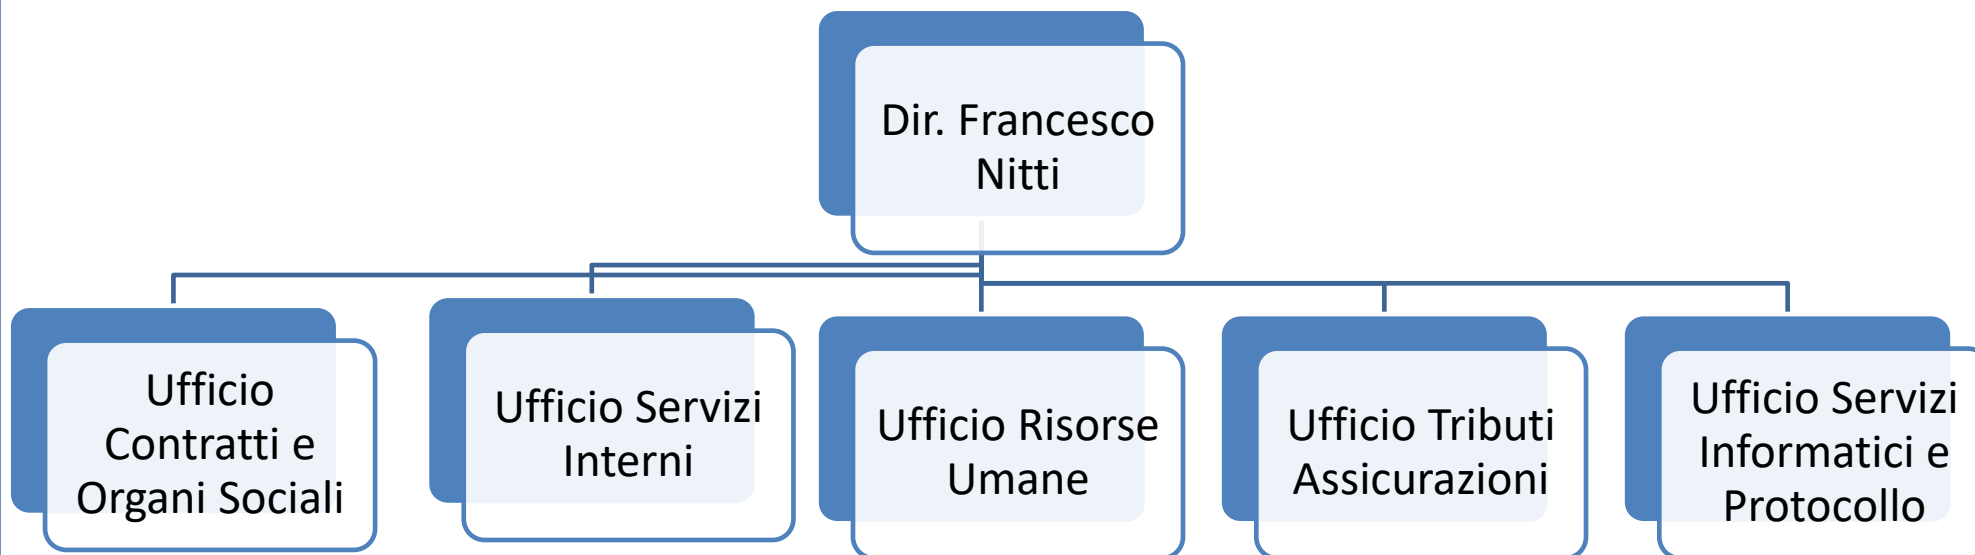 Dir. Francesco
Nitti
Ufficio
Contratti e
Organi Sociali
Ufficio Servizi
Interni
Ufficio Risorse
Umane
Ufficio Tributi
Assicurazioni
Ufficio Servizi
Informatici e
Protocollo